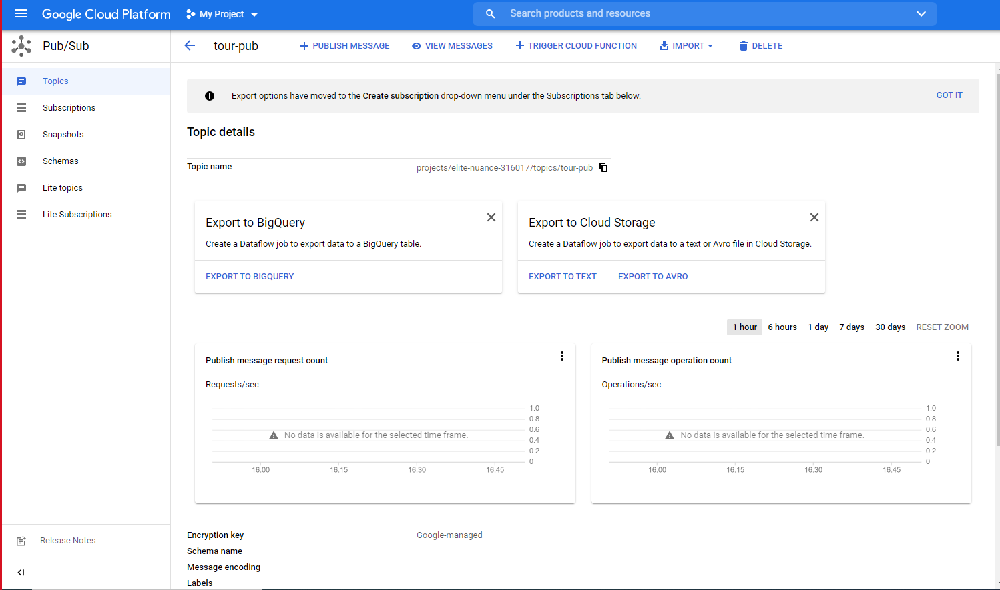 Google Cloud Platform
My Project
Search products and resources
Pub/Sub
tour-pub
PUBLISH MESSAGE
VIEW MESSAGES
TRIGGER CLOUD FUNCTION
IMPORT
DELETE
Topics
Subscriptions
Snapshots
Schemas
Lite topics
Lite Subscriptions
Release Notes
Export options have moved to the Create subscription drop-down menu under the Subscriptions tab below.
GOT IT
Topic details
Topic name
projects/elite-nuance-316017/topics/tour-pub
Export to BigQuery
Create a Dataflow job to export data to a BigQuery table.
EXPORT TO BIGQUERY
Export to Cloud Storage
Create a Dataflow job to export data to a text or Avro file in Cloud Storage.
EXPORT TO TEXT
EXPORT TO AVRO
1 hour
6 hours
1 day
7 days
30 days
RESET ZOOM
Publish message request count
Requests/sec
1.0
0.8
0.6
0.4
0.2
0
No data is available for the selected time frame.
16:00
16:15
16:30
16:45
Publish message operation count
Operations/sec
1.0
0.8
0.6
0.4
0.2
0
No data is available for the selected time frame.
16:00
16:15
16:30
16:45
Encryption key
Google-managed
Schema name
—
Message encoding
—
Labels
—